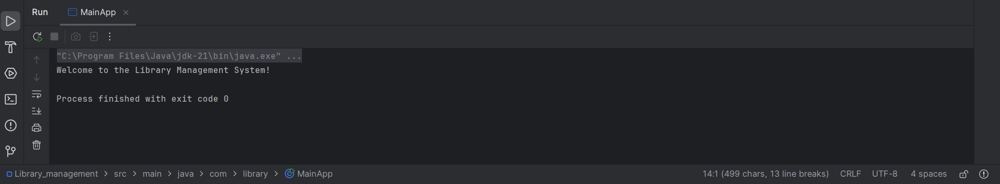 Run MainApp
"C:\Program Files\Java\jdk-21\bin\java.exe" ...
Welcome to the Library Management System!
Process finished with exit code 0
Library_management > src > main > java > com > library > MainApp 14:1 (499 chars, 13 line breaks) CRLF UTF-8 4 spaces